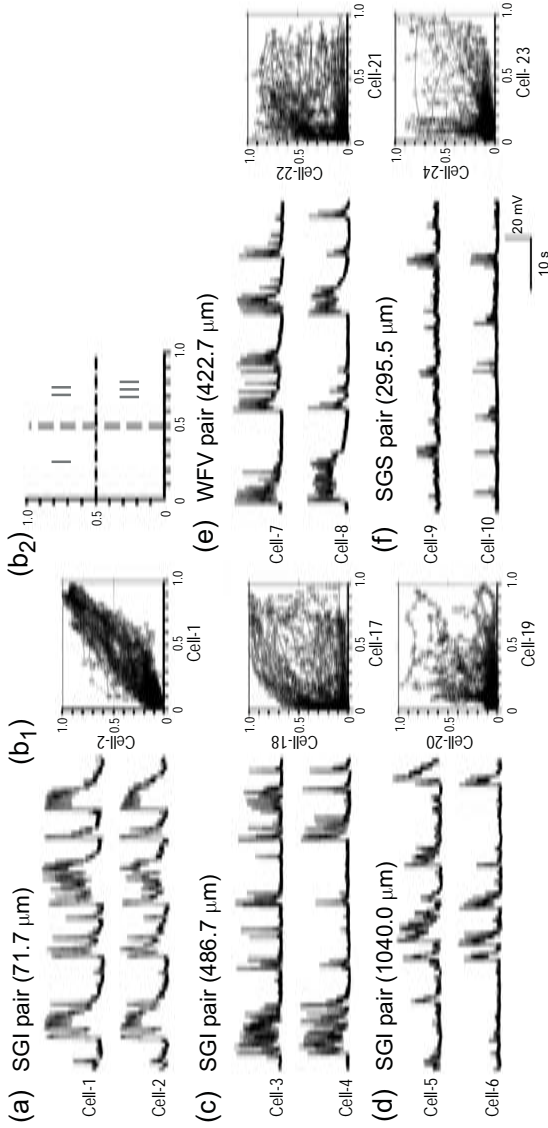 (a) SGI pair (71.7 μm)
Cell-1
Cell-2
(b1)
1.0
0.5
0
Cell-2
0 0.5 1.0
Cell-1
(b2)
1.0
0.5
I II
III
0 0.5 1.0
(c) SGI pair (486.7 μm)
Cell-3
Cell-4
1.0
0.5
0
Cell-18
0 0.5 1.0
Cell-17
(d) SGI pair (1040.0 μm)
Cell-5
Cell-6
1.0
0.5
0
Cell-20
0 0.5 1.0
Cell-19
(e) WFV pair (422.7 μm)
Cell-7
Cell-8
1.0
0.5
0
Cell-22
0 0.5 1.0
Cell-21
(f) SGS pair (295.5 μm)
Cell-9
Cell-10
1.0
0.5
0
Cell-24
0 0.5 1.0
Cell- 23
20 mV
10 s